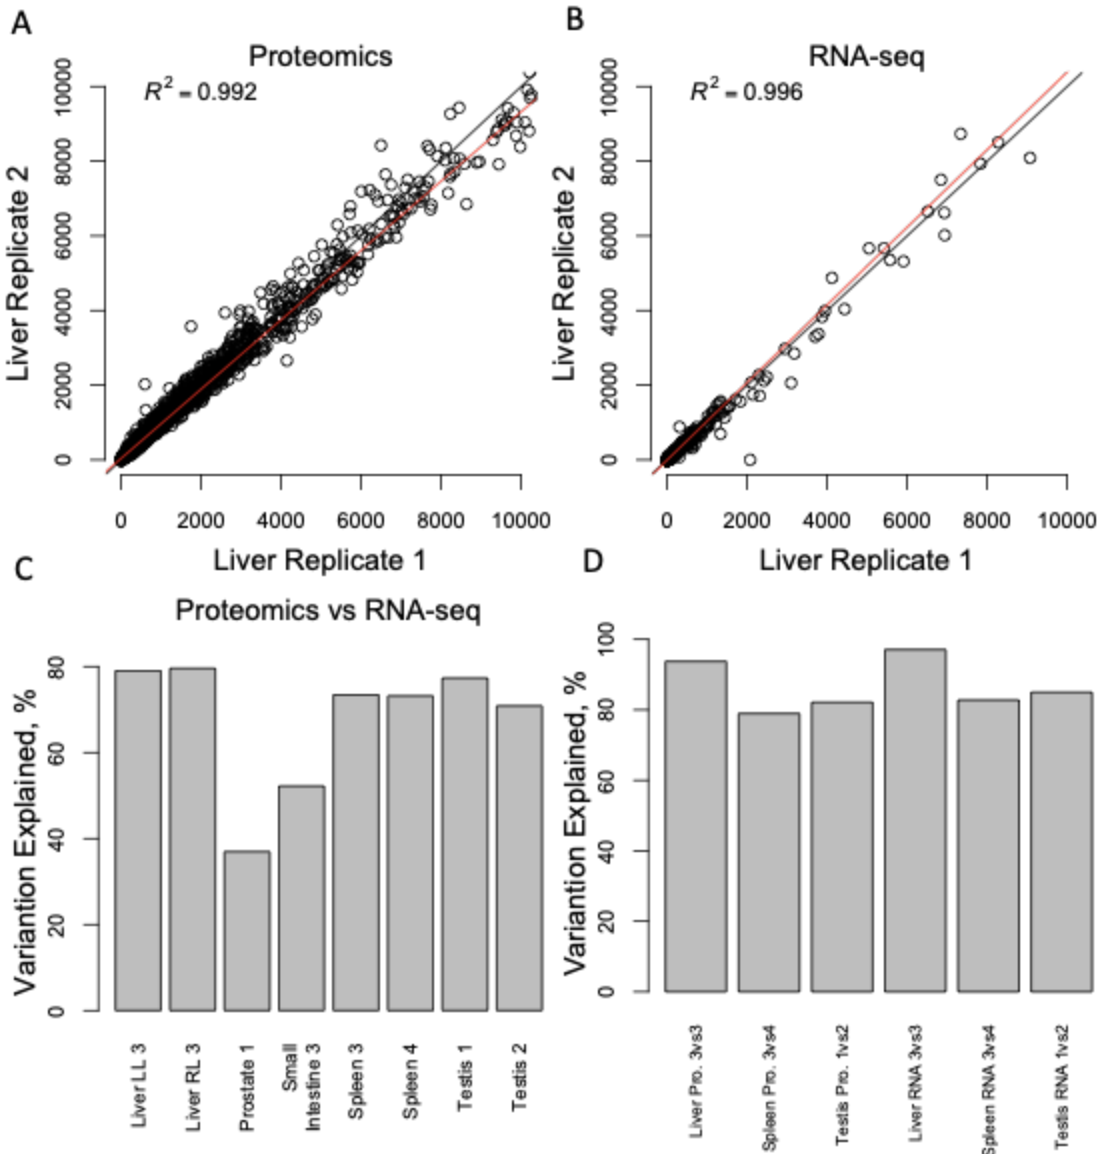 A
Proteomics
R² = 0.992
Liver Replicate 2
0
2000
4000
6000
8000
10000
0 2000 4000 6000 8000 10000
Liver Replicate 1
B
RNA-seq
R² = 0.996
Liver Replicate 2
0
2000
4000
6000
8000
10000
0 2000 4000 6000 8000 10000
Liver Replicate 1
C
Proteomics vs RNA-seq
Variantion Explained, %
0
20
40
60
80
Liver LL 3
Liver RL 3
Prostate 1
Small
Intestine 3
Spleen 3
Spleen 4
Testis 1
Testis 2
D
Variantion Explained, %
0
20
40
60
80
100
Liver Pro. 3vs3
Spleen Pro. 3vs4
Testis Pro. 1vs2
Liver RNA 3vs3
Spleen RNA 3vs4
Testis RNA 1vs2